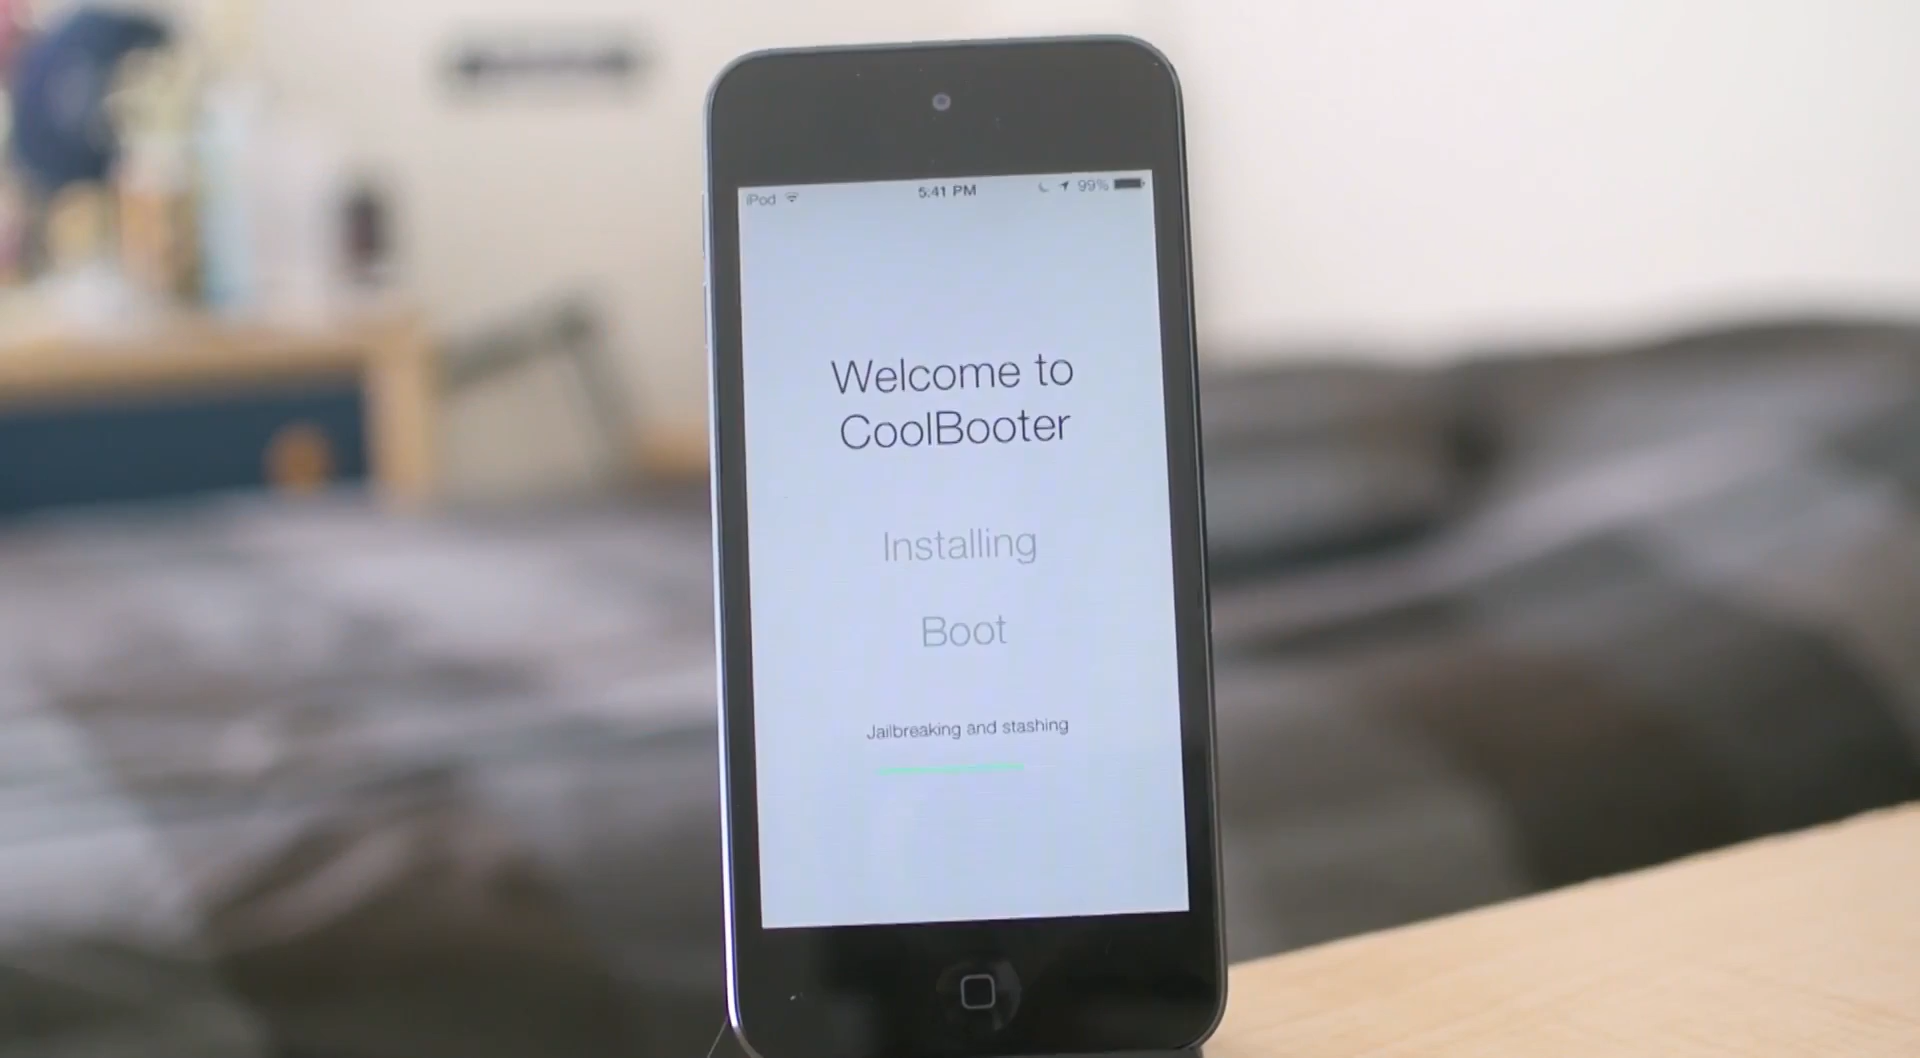 iPod 5:41 PM 99%
Welcome to
CoolBooter
Installing
Boot
Jailbreaking and stashing